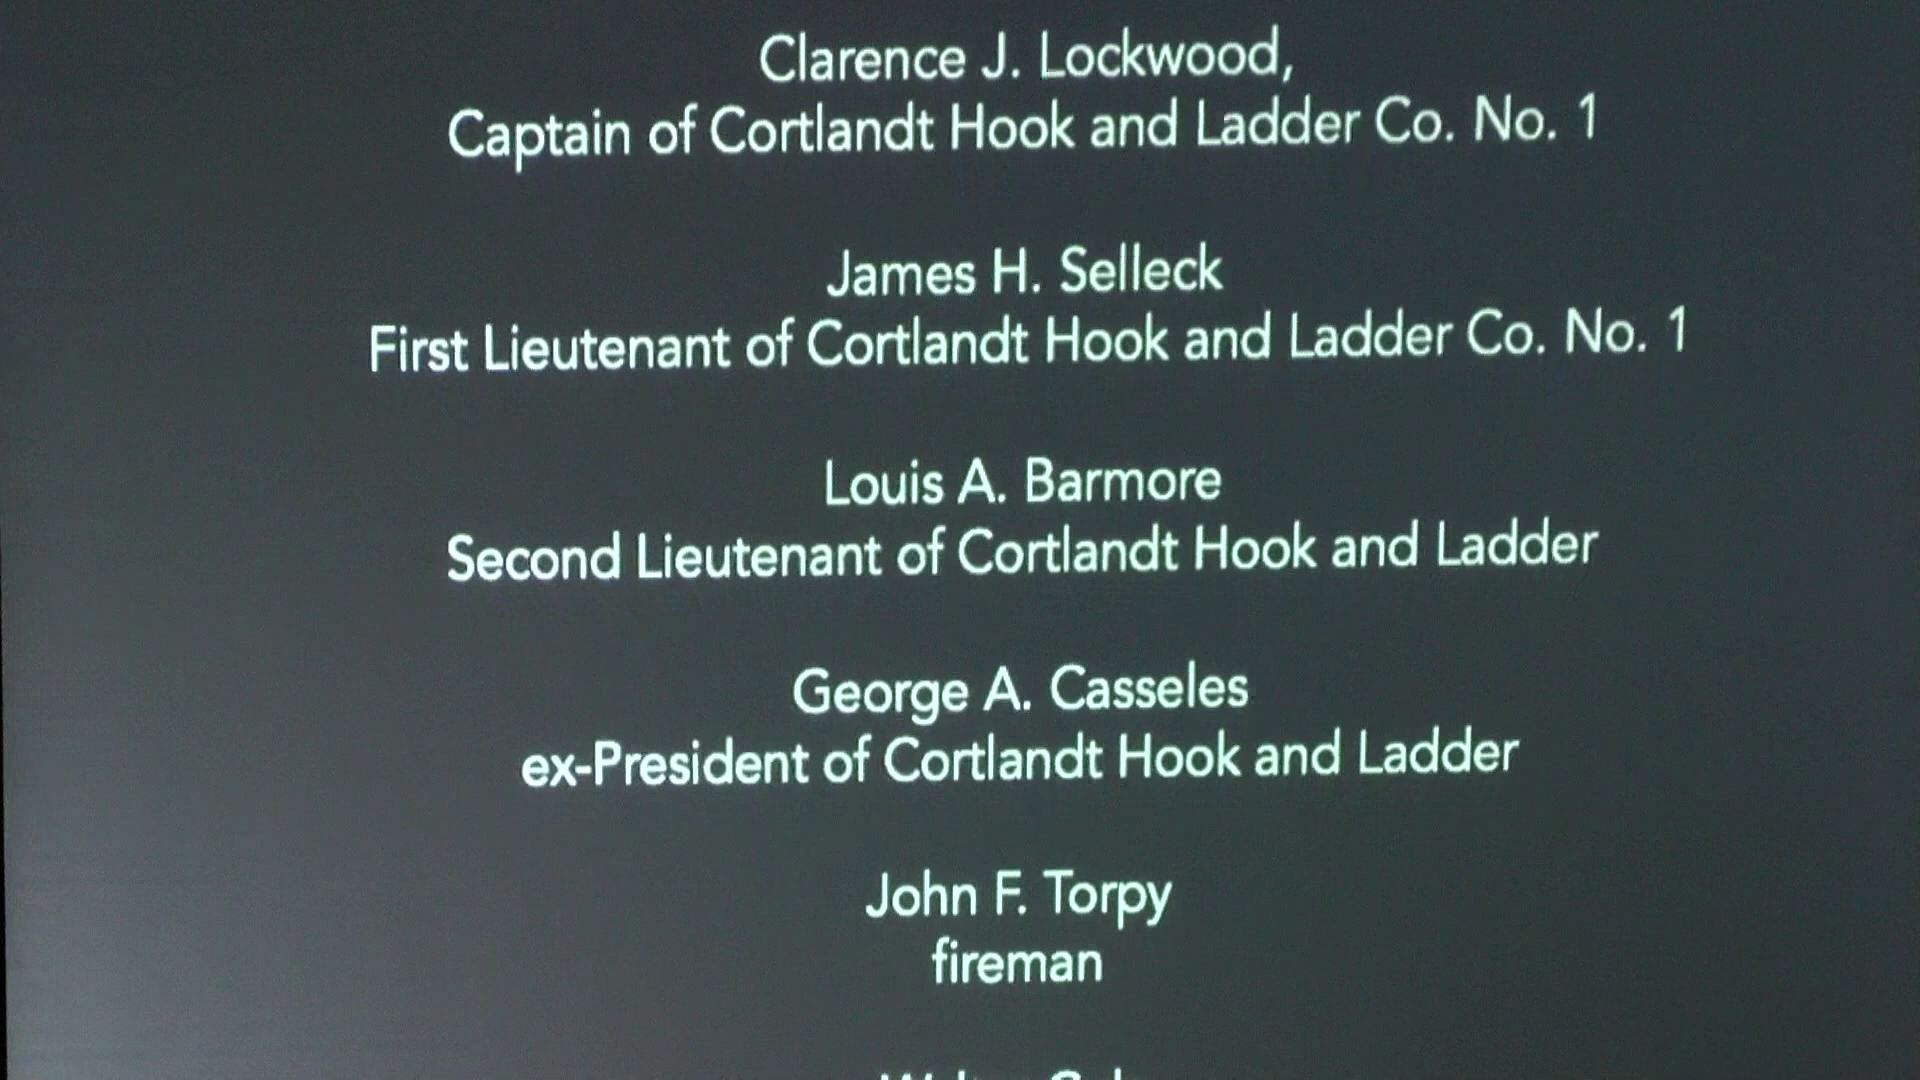 Clarence J. Lockwood,
Captain of Cortlandt Hook and Ladder Co. No. 1
James H. Selleck
First Lieutenant of Cortlandt Hook and Ladder Co. No. 1
Louis A. Barmore
Second Lieutenant of Cortlandt Hook and Ladder
George A. Casseles
ex-President of Cortlandt Hook and Ladder
John F. Torpy
fireman